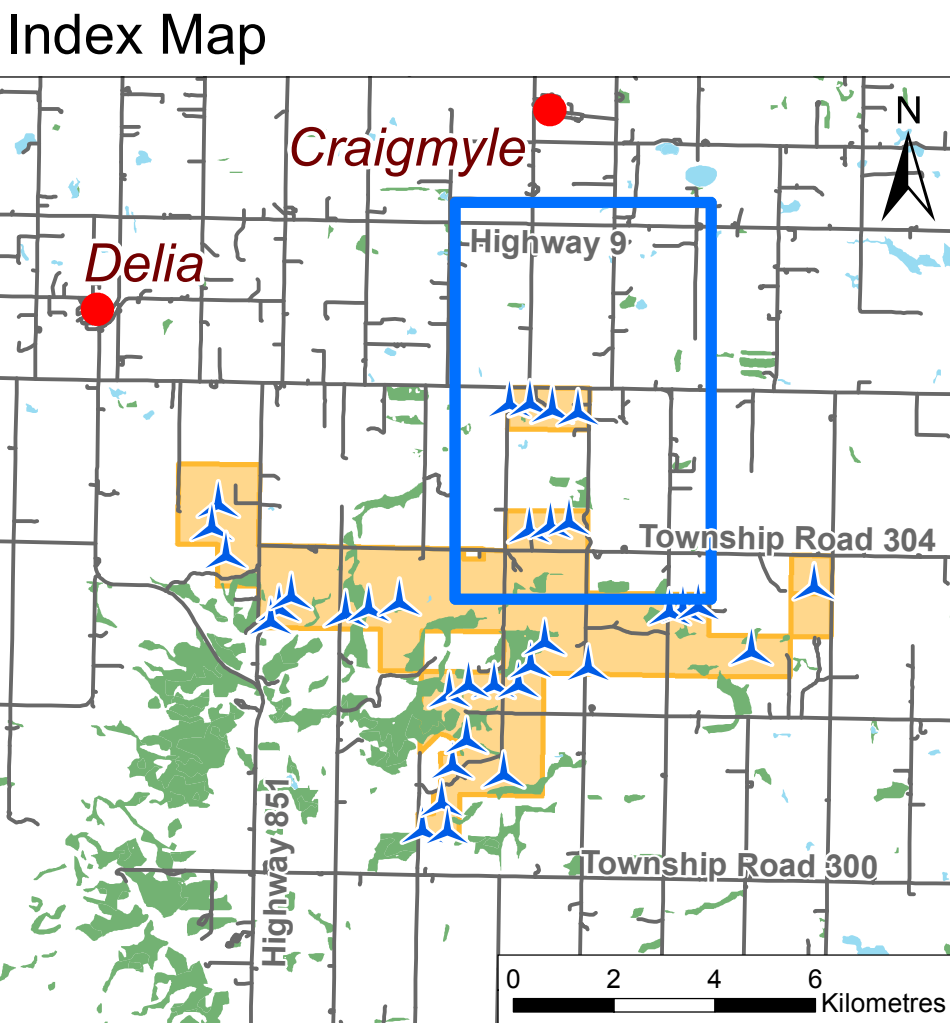 Index Map
N
Craigmyle
Highway 9
Delia
Township Road 304
Highway 851
Township Road 300
0 2 4 6
Kilometres